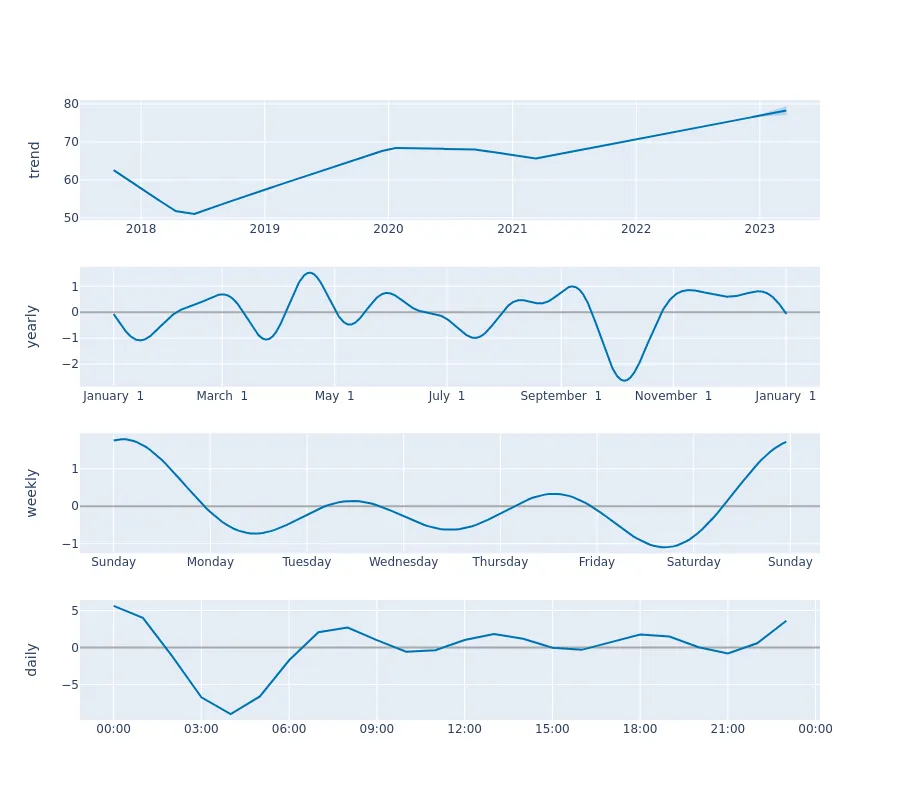 trend
80
70
60
50
2018 2019 2020 2021 2022 2023
yearly
1
0
−1
−2
January 1 March 1 May 1 July 1 September 1 November 1 January 1
weekly
1
0
−1
Sunday Monday Tuesday Wednesday Thursday Friday Saturday Sunday
daily
5
0
−5
00:00 03:00 06:00 09:00 12:00 15:00 18:00 21:00 00:00